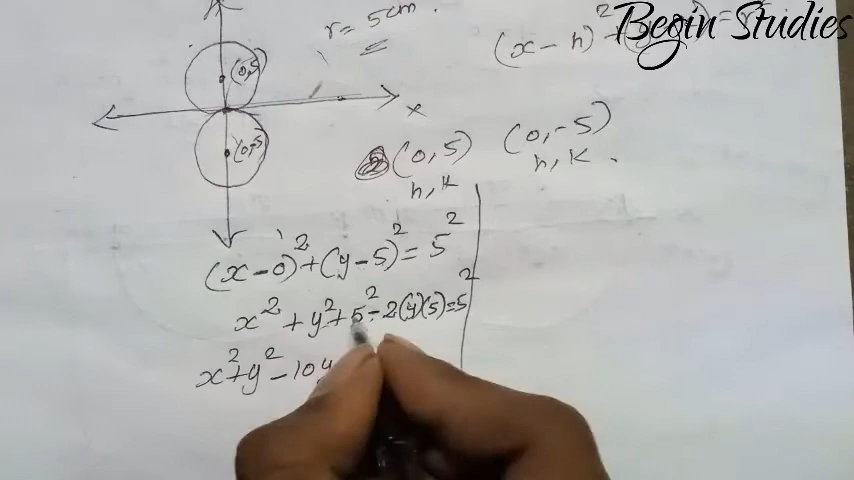 Begin Studies
r = 5cm.
(x - h)² +
(0,5)
x
(0,-5)
(0, 5)
h, k
(0, -5)
h, k.
(x - 0)² + (y - 5)² = 5²
x² + y² + 5² - 2(y)(5) = 5²
x² + y² - 10y